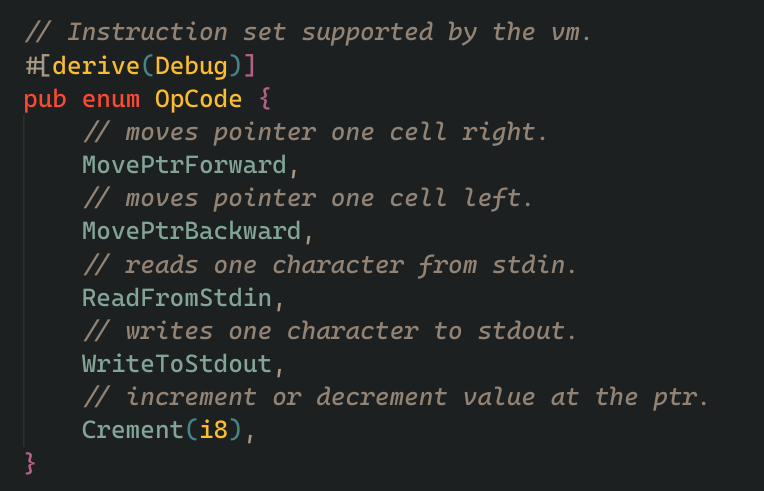 // Instruction set supported by the vm.
#[derive(Debug)]
pub enum OpCode {
    // moves pointer one cell right.
    MovePtrForward,
    // moves pointer one cell left.
    MovePtrBackward,
    // reads one character from stdin.
    ReadFromStdin,
    // writes one character to stdout.
    WriteToStdout,
    // increment or decrement value at the ptr.
    Crement(i8),
}